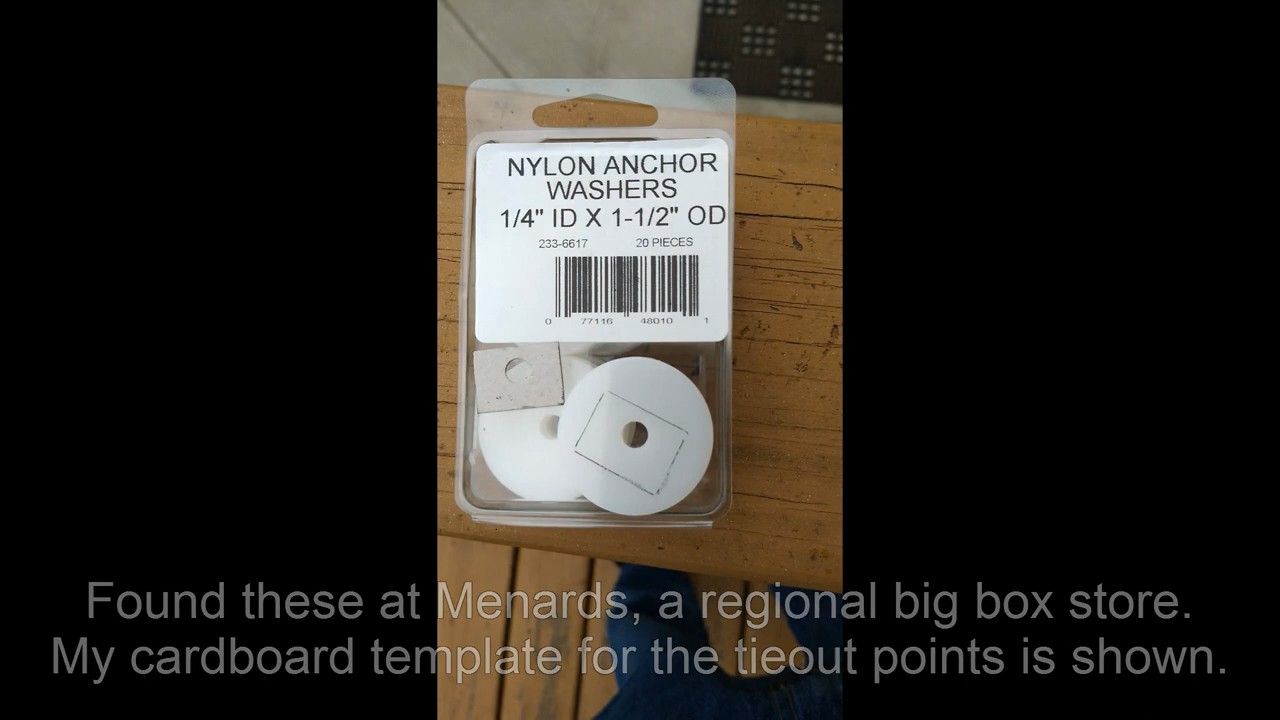 NYLON ANCHOR
WASHERS
1/4" ID X 1-1/2" OD
233-6617 20 PIECES
0 77116 48010 1
Found these at Menards, a regional big box store.
My cardboard template for the tieout points is shown.